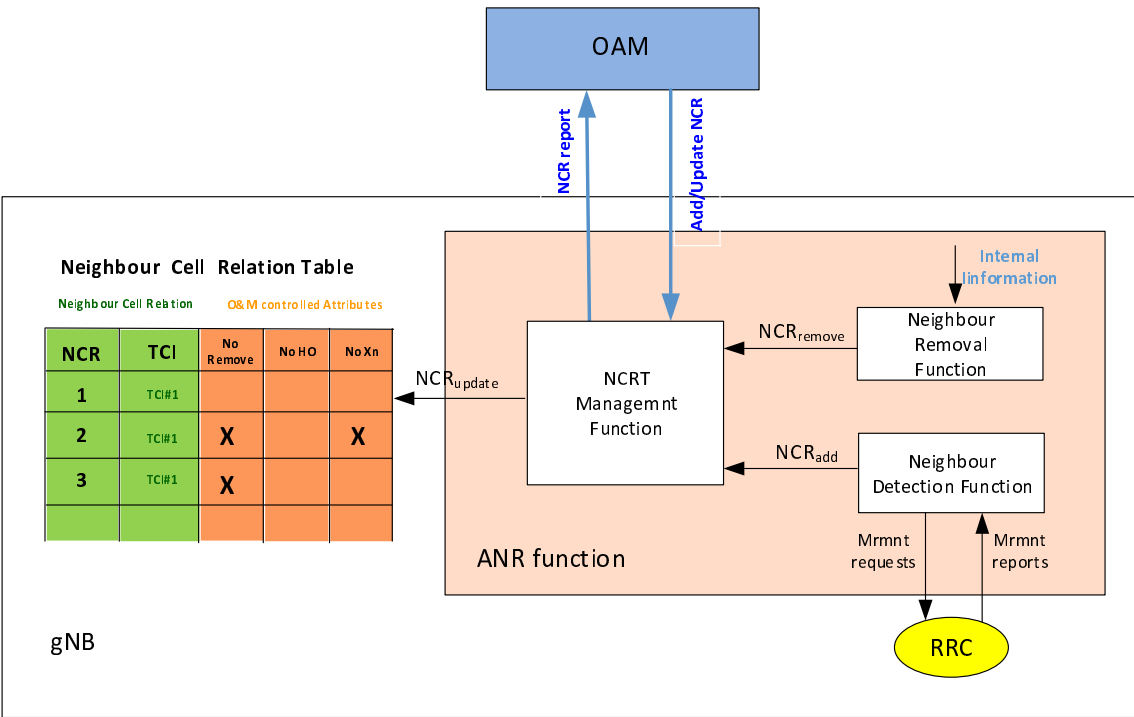 OAM
NCR report
Add/Update NCR
Neighbour Cell Relation Table
Neighbour Cell Relation
O&M controlled Attributes
NCR
TCI
No
Remove
No HO
No Xn
1
TCI#1
2
TCI#1
X
X
3
TCI#1
X
NCRupdate
NCRT
Managemnt
Function
NCRremove
NCRadd
Internal
Iinformation
Neighbour
Removal
Function
Neighbour
Detection Function
Mrmnt
requests
Mrmnt
reports
ANR function
RRC
gNB